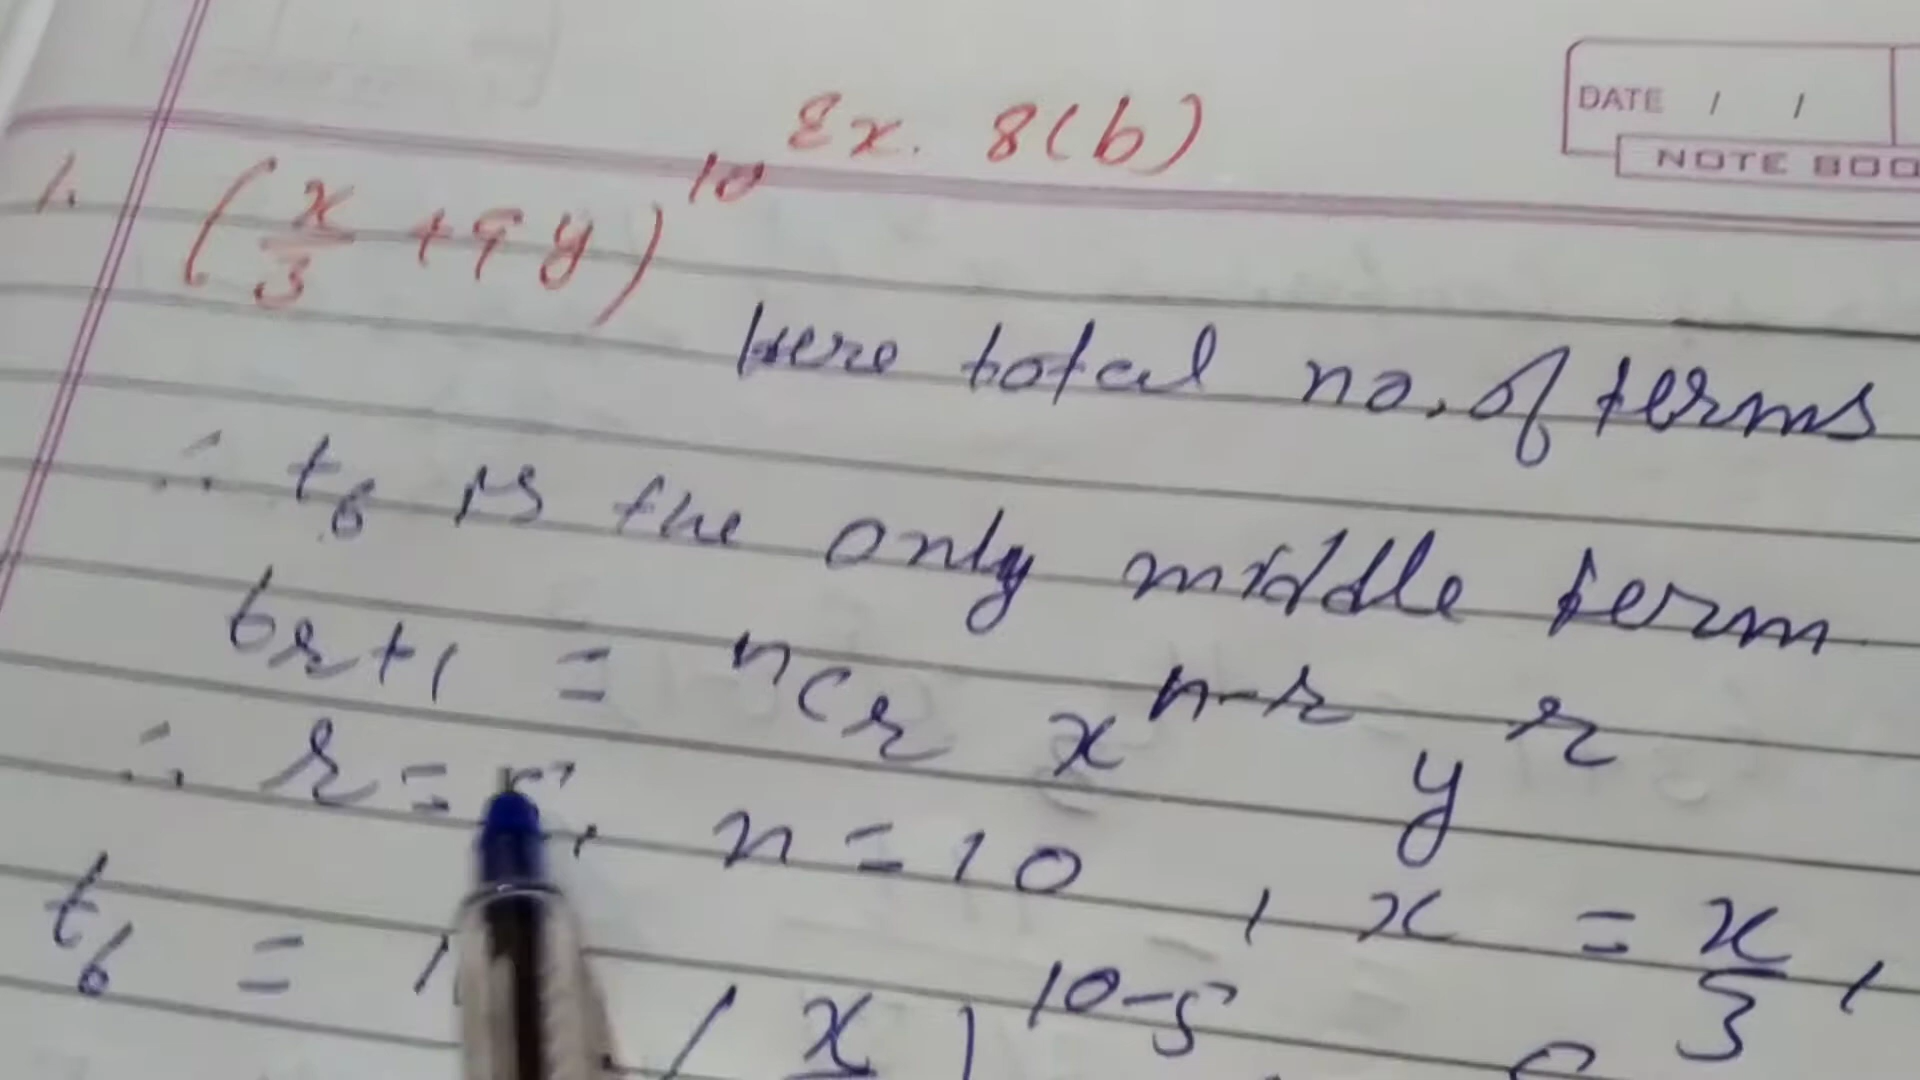 DATE / /
NOTE BOO
Ex. 8(b)
1. (x/3 + 9y)^10
Here total no. of terms
∴ t6 is the only middle term
tr+1 = nCr x^n-r y^r
∴ r = 5, n = 10, x = x/3,
t6 = 1 (x )^10-5